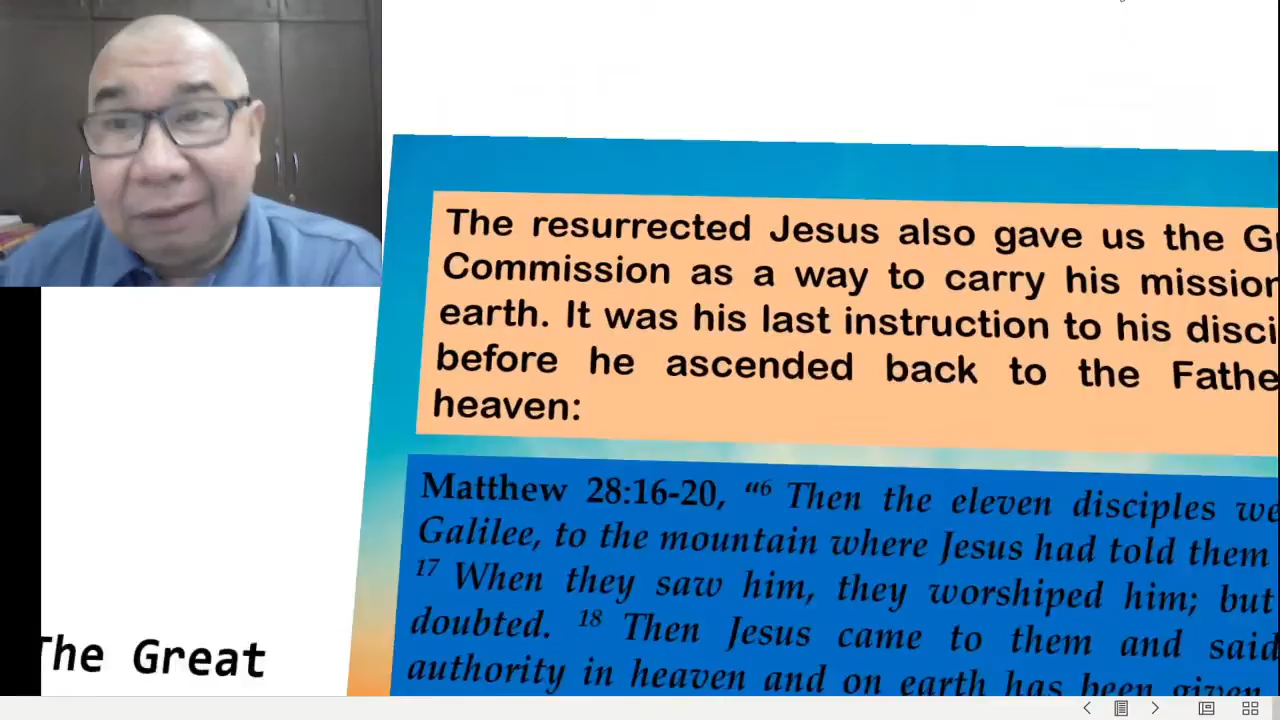 The resurrected Jesus also gave us the
Commission as a way to carry his mission
earth. It was his last instruction to his
before he ascended back to the
heaven:
Matthew 28:16-20, “⁶ Then the eleven disciples
Galilee, to the mountain where Jesus had told them
¹⁷ When they saw him, they worshiped him; but
doubted. ¹⁸ Then Jesus came to them and said
authority in heaven and on earth has been given
The Great